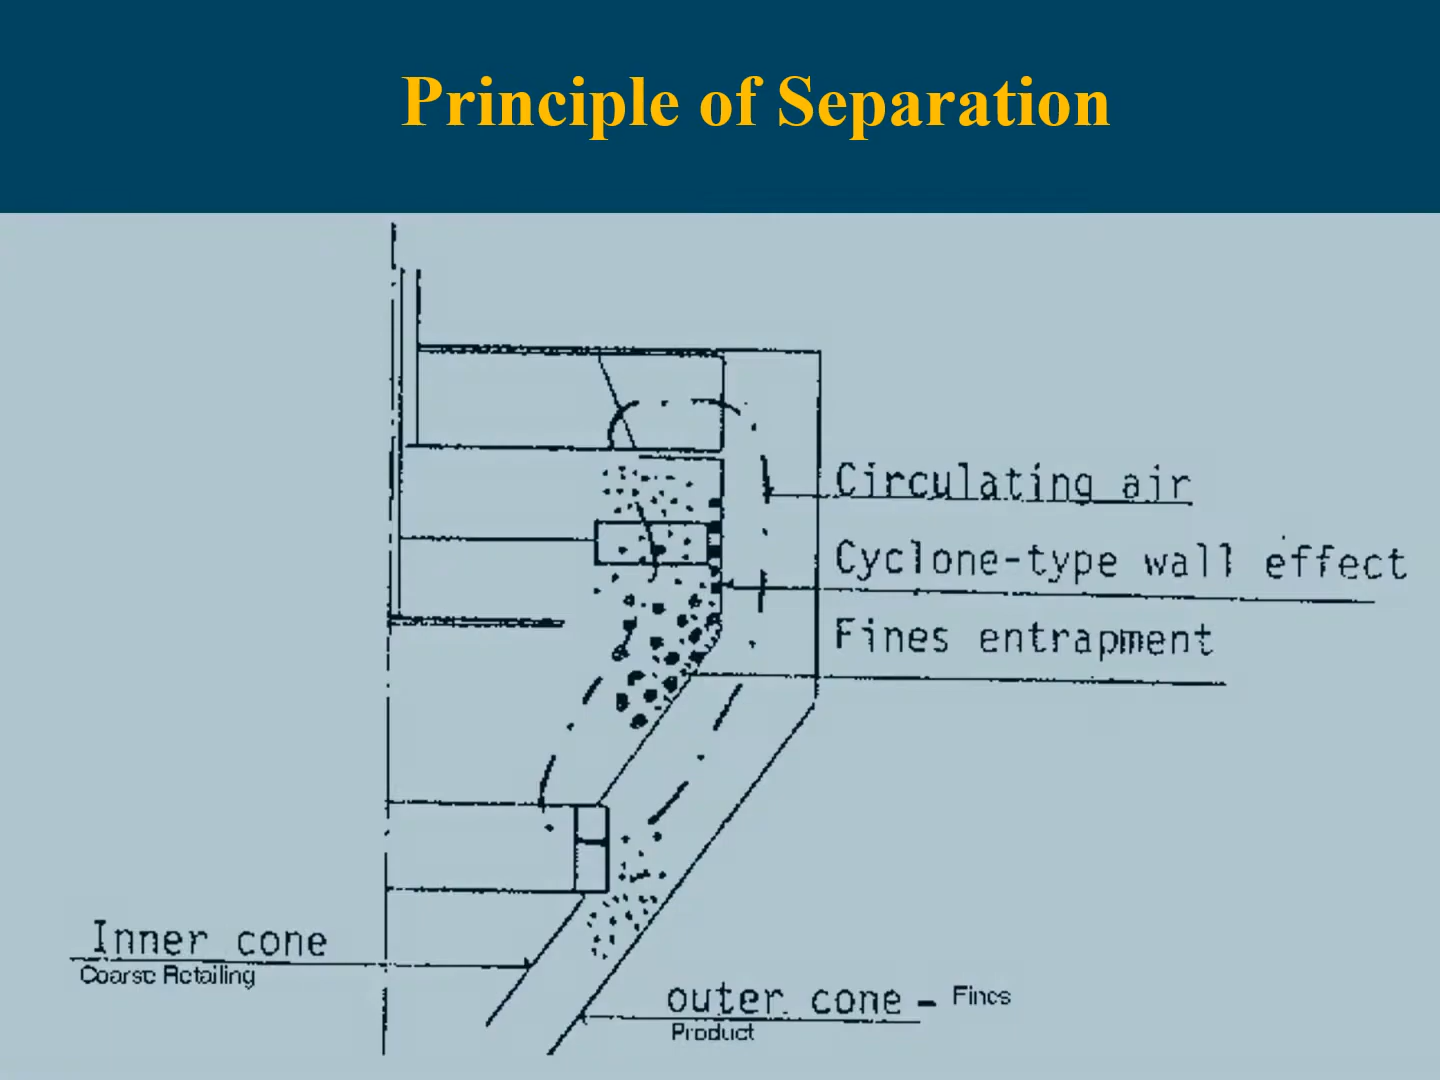 Principle of Separation
Circulating air
Cyclone-type wall effect
Fines entrapment
Inner cone
Coarse Retailing
outer cone - Fines
Product